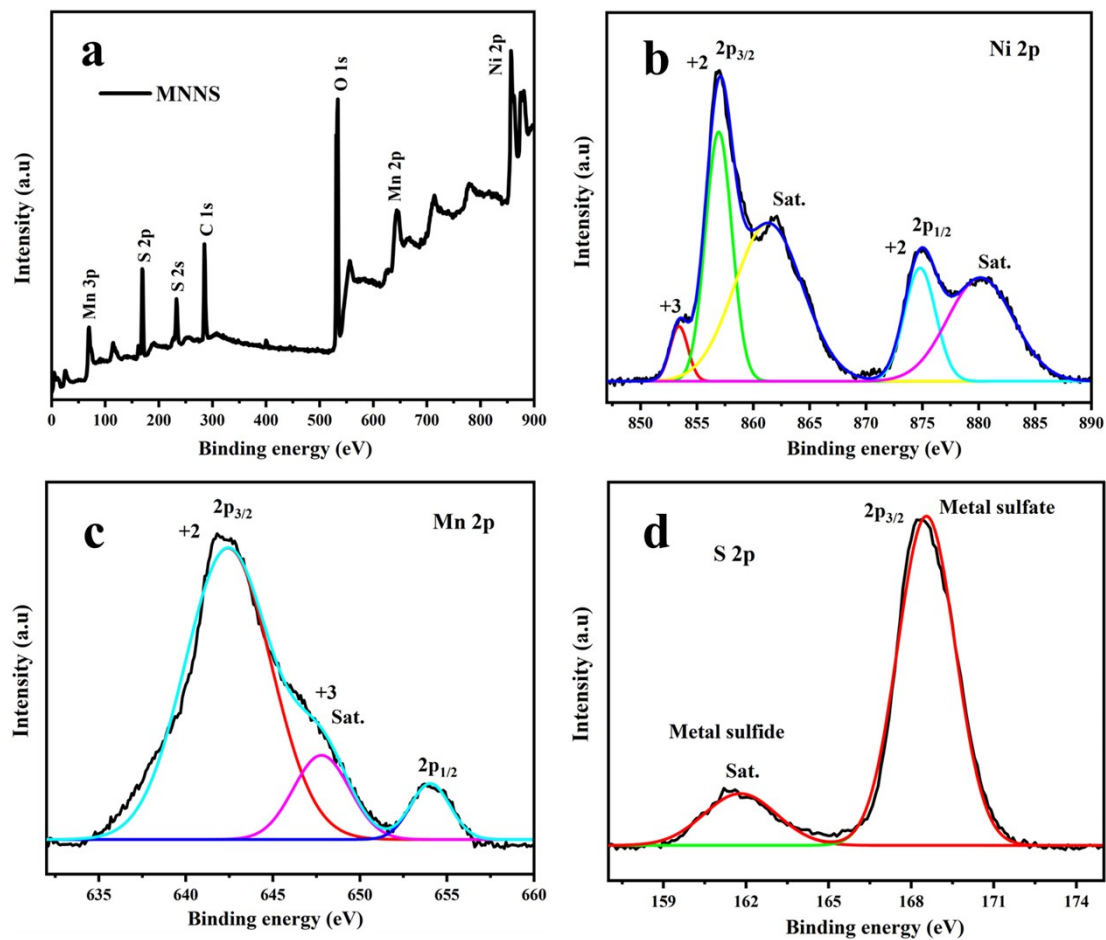 a
MNNS
Mn 3p
S 2p
S 2s
C 1s
O 1s
Mn 2p
Ni 2p
Intensity (a.u)
0 100 200 300 400 500 600 700 800 900
Binding energy (eV)
b
Ni 2p
+2 2p3/2
Sat.
+3
2p1/2
+2
Sat.
Intensity (a.u)
850 855 860 865 870 875 880 885 890
Binding energy (eV)
c
Mn 2p
2p3/2
+2
+3
Sat.
2p1/2
Intensity (a.u)
635 640 645 650 655 660
Binding energy (eV)
d
S 2p
2p3/2
Metal sulfate
Metal sulfide
Sat.
Intensity (a.u)
159 162 165 168 171 174
Binding energy (eV)